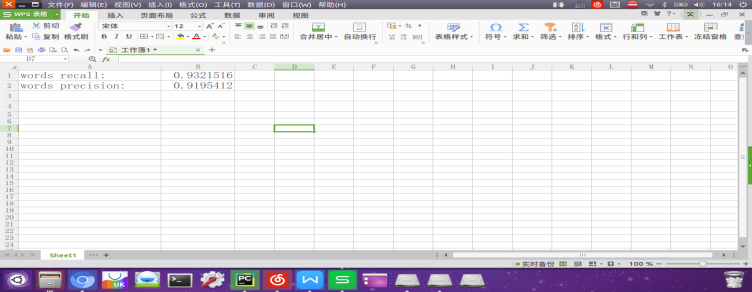 文件(F) 编辑(E) 视图(V) 插入(I) 格式(O) 工具(T) 数据(D) 窗口(W) 帮助(H) 16:14
WPS 表格 开始 插入 页面布局 公式 数据 审阅 视图
粘贴 剪切 复制 格式刷 宋体 12 合并居中 自动换行 表格样式 符号 求和 筛选 排序 格式 行和列 工作表 冻结窗格
B I U
工作簿1 *
D7 fx
A B C D E F G H I J K L M N O
1 words recall: 0.9321516
2 words precision: 0.9195412
3
4
5
6
7
8
9
10
11
12
13
14
15
16
17
18
19
20
21
22
23
24
Sheet1
实时备份 100 %
UK PC W S